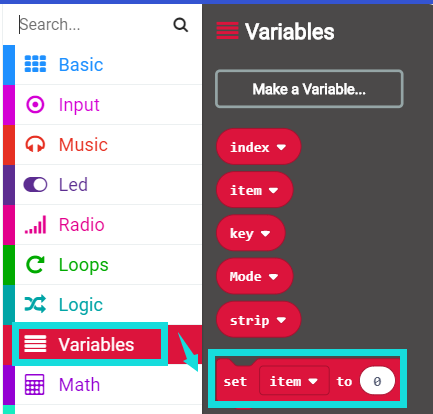 Search...
Basic
Input
Music
Led
Radio
Loops
Logic
Variables
Math
Variables
Make a Variable...
index
item
key
Mode
strip
set item to 0